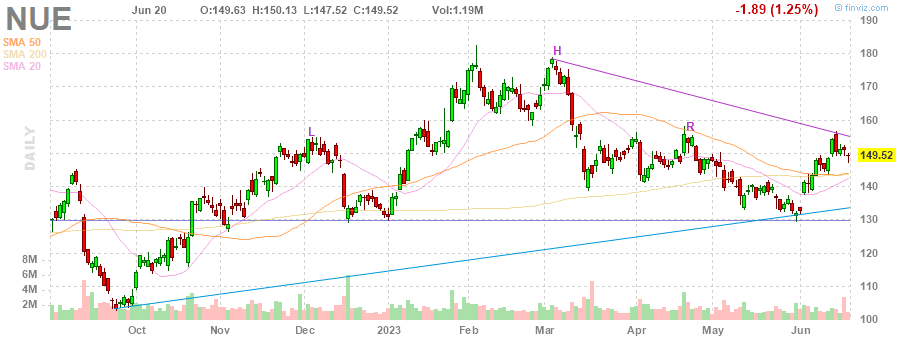 NUE Jun 20 O:149.63 H:150.13 L:147.52 C:149.52 Vol:1.19M -1.89 (1.25%) © finviz.com
SMA 50
SMA 200
SMA 20
DAILY
L
H
R
190
180
170
160
149.52
140
130
120
110
100
8M
6M
4M
2M
Oct Nov Dec 2023 Feb Mar Apr May Jun